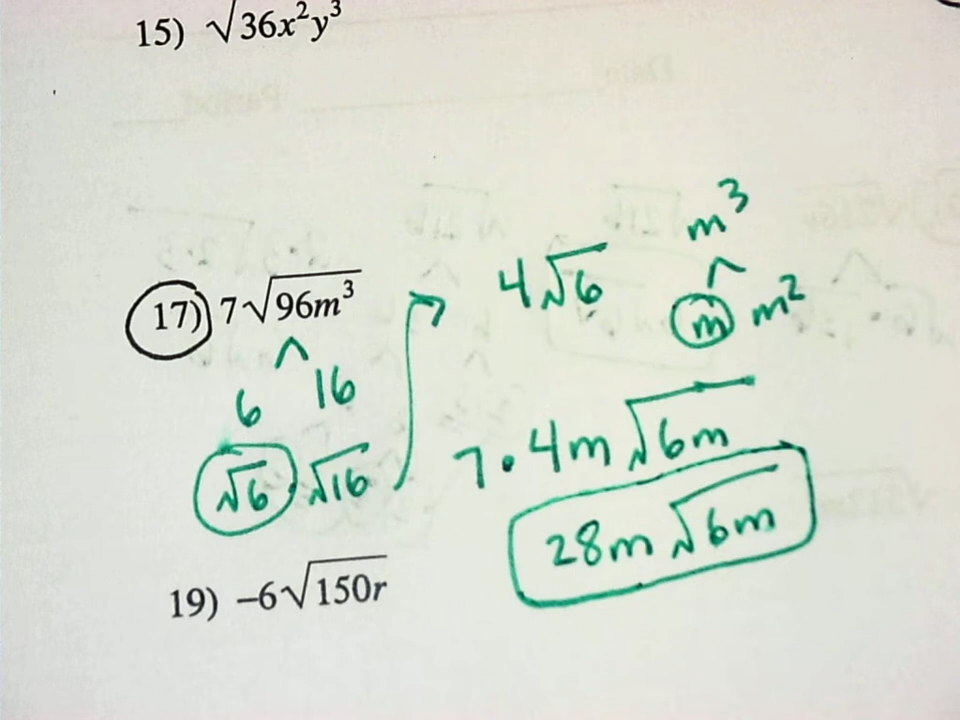 15) √36x²y³
17) 7√96m³
6 16
√6 · √16
4√6
m³
m m²
7 · 4m√6m
28m√6m
19) –6√150r